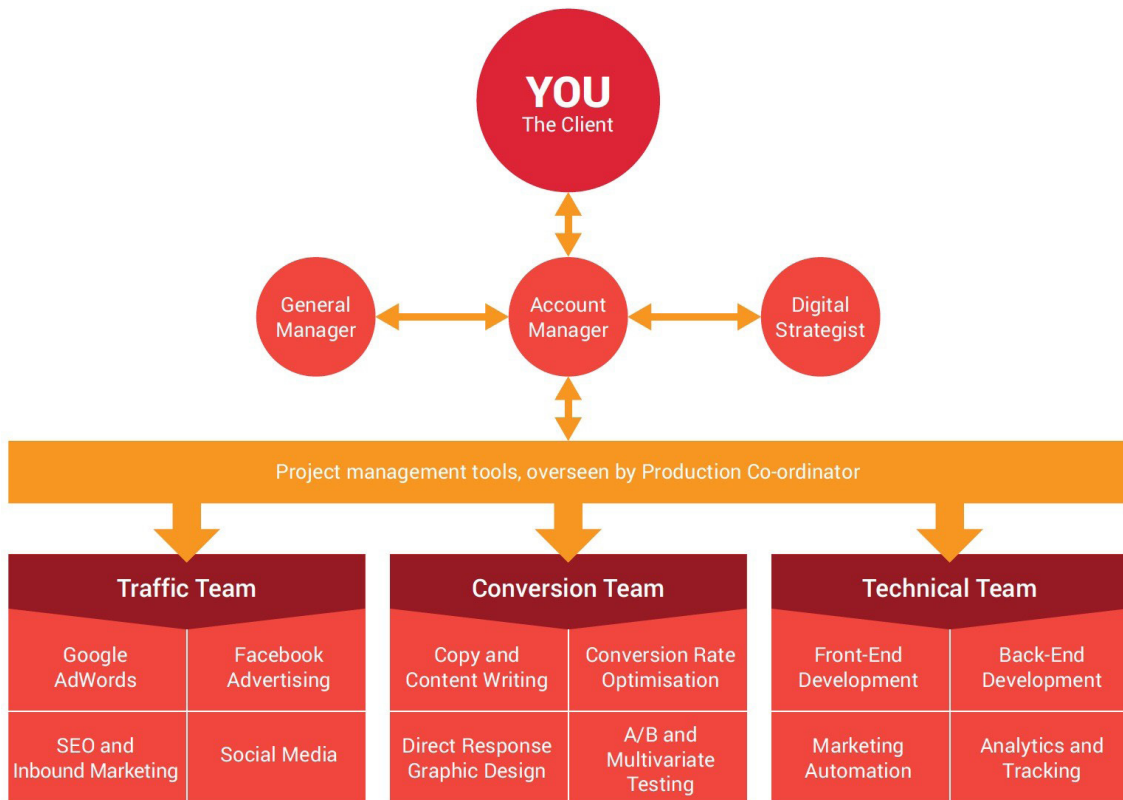 YOU
The Client
General
Manager
Account
Manager
Digital
Strategist
Project management tools, overseen by Production Co-ordinator
Traffic Team
Google
AdWords
Facebook
Advertising
SEO and
Inbound Marketing
Social Media
Conversion Team
Copy and
Content Writing
Conversion Rate
Optimisation
Direct Response
Graphic Design
A/B and
Multivariate
Testing
Technical Team
Front-End
Development
Back-End
Development
Marketing
Automation
Analytics and
Tracking